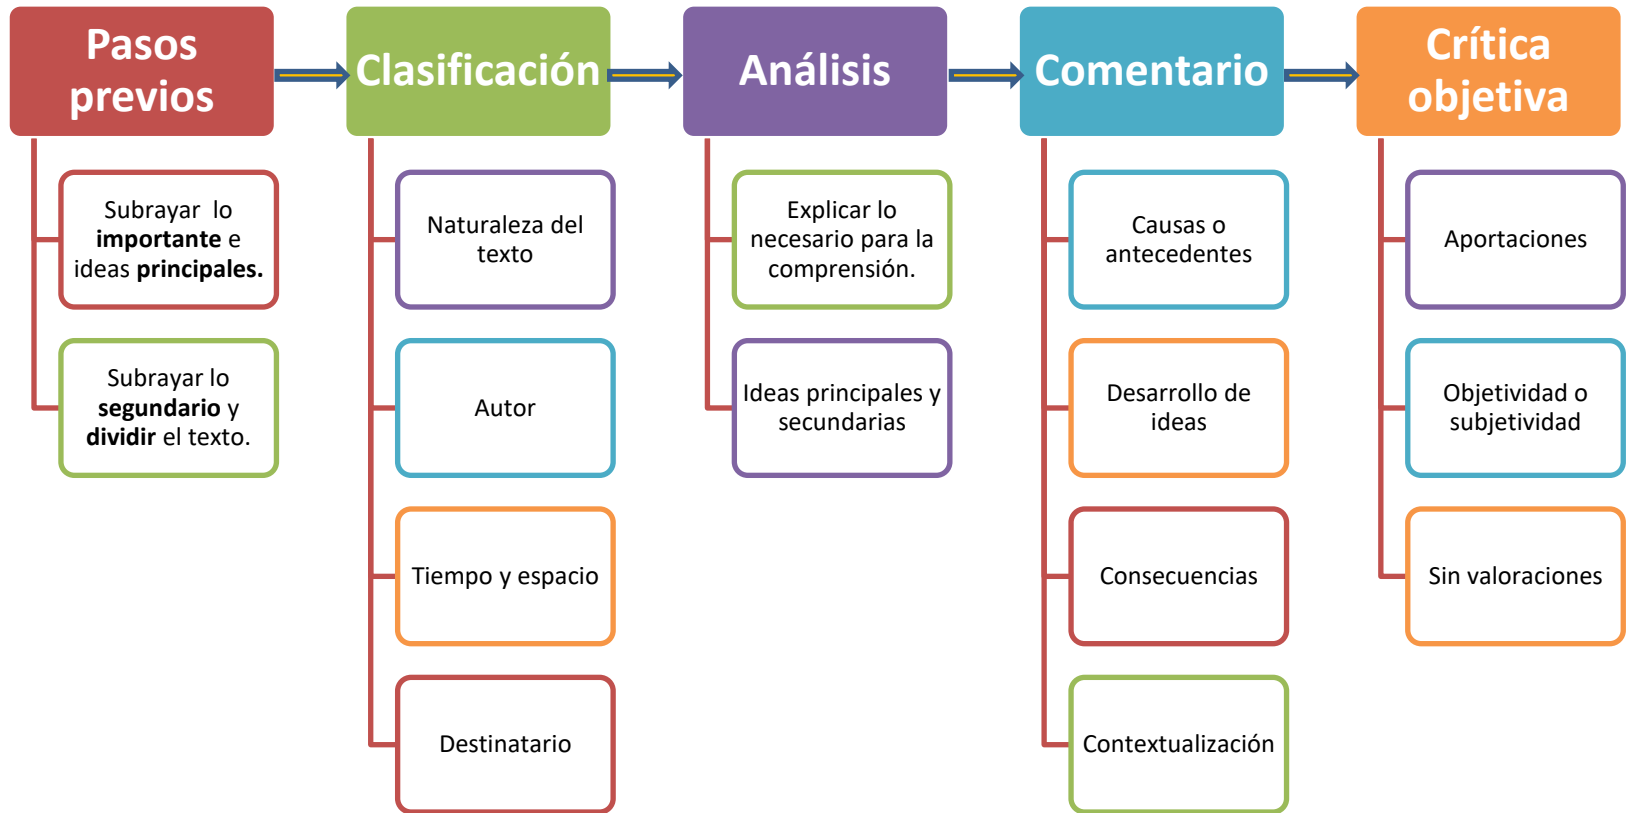 Pasos
previos
Subrayar lo
importante e
ideas principales.
Subrayar lo
segundario y
dividir el texto.
Clasificación
Naturaleza del
texto
Autor
Tiempo y espacio
Destinatario
Análisis
Explicar lo
necesario para la
comprensión.
Ideas principales y
secundarias
Comentario
Causas o
antecedentes
Desarrollo de
ideas
Consecuencias
Contextualización
Crítica
objetiva
Aportaciones
Objetividad o
subjetividad
Sin valoraciones